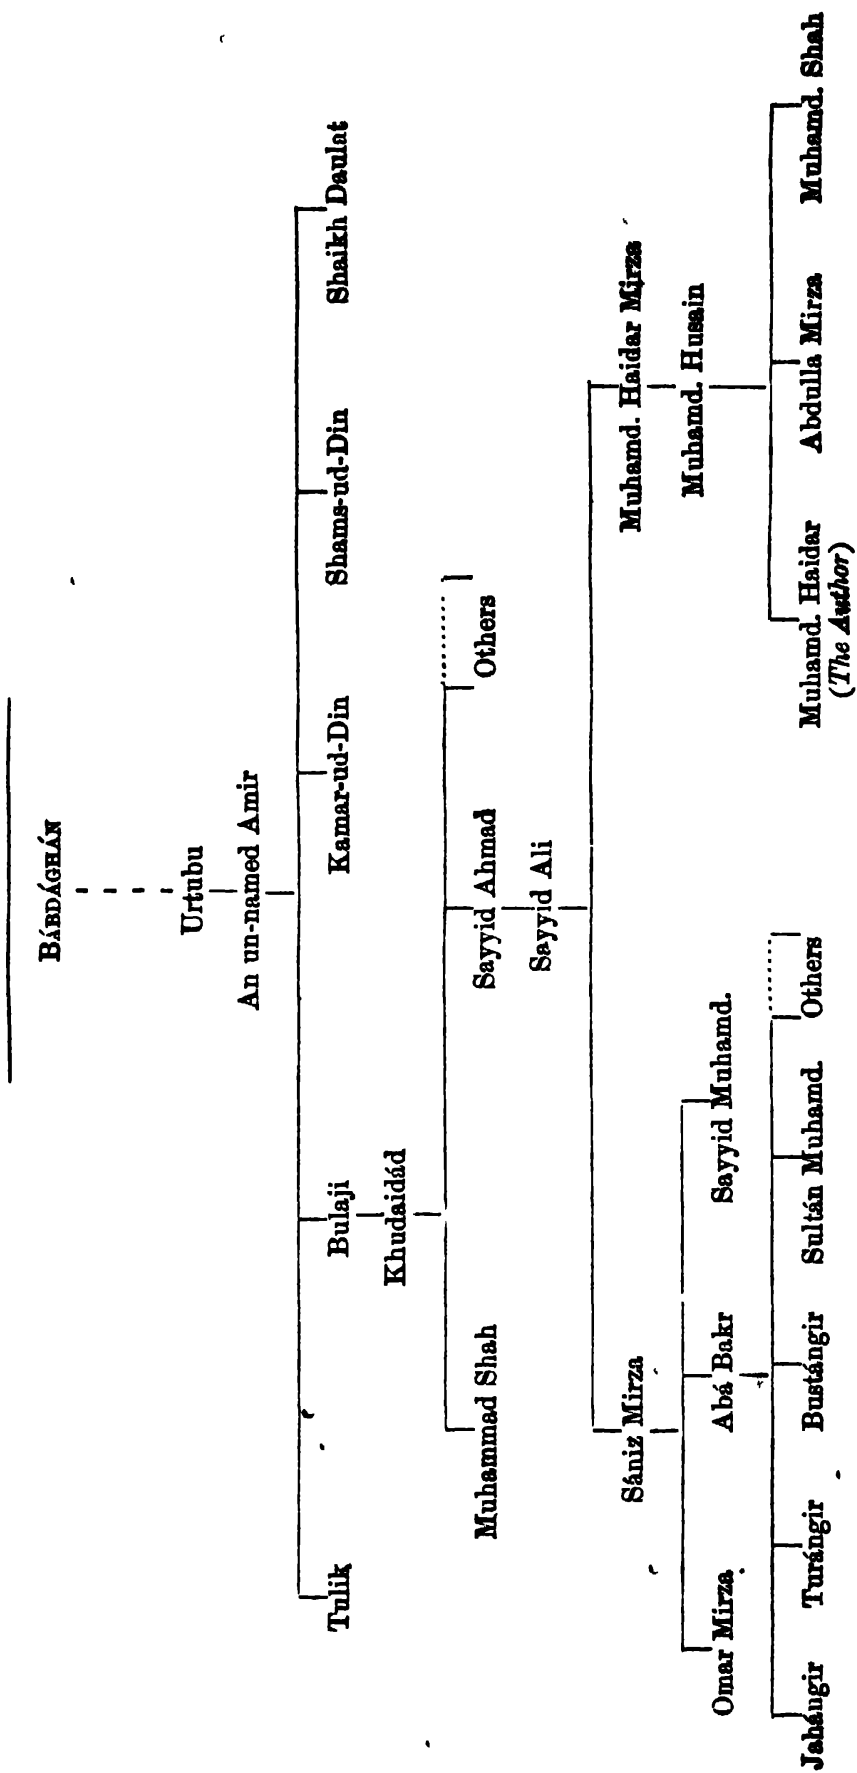 BÁBDÁGHÁN
Urtubu
An un-named Amir
Tulik
Bulaji
Kamar-ud-Din
Shams-ud-Din
Shaikh Daulat
Khudaidád
Muhammad Shah
Sayyid Ahmad
Others
Sayyid Ali
Sániz Mirza
Muhamd. Haidar Mirza
Muhamd. Husain
Omar Mirza
Abá Bakr
Sayyid Muhamd.
Jahángir
Turángir
Bustángir
Sultán Muhamd.
Others
Muhamd. Haidar
(The Author)
Abdulla Mirza
Muhamd. Shah